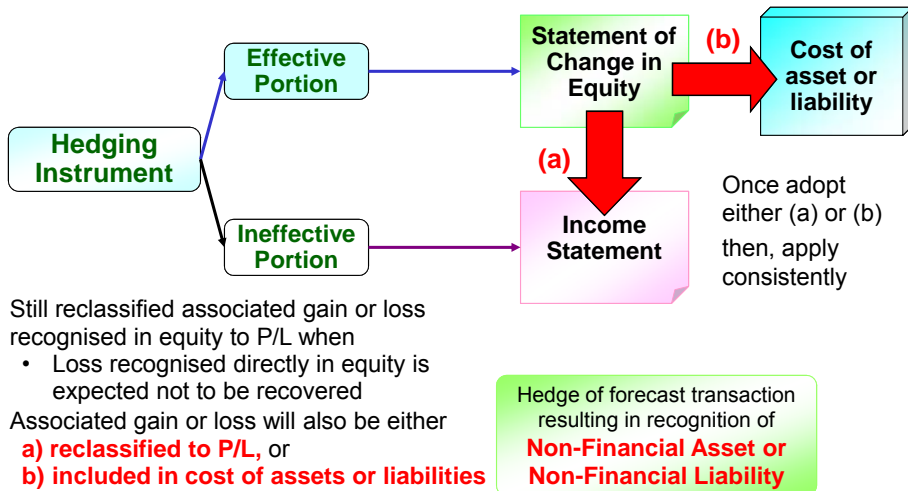 Hedging
Instrument
Effective
Portion
Ineffective
Portion
Statement of
Change in
Equity
(b)
Cost of
asset or
liability
(a)
Income
Statement
Once adopt
either (a) or (b)
then, apply
consistently
Still reclassified associated gain or loss
recognised in equity to P/L when
• Loss recognised directly in equity is
expected not to be recovered
Associated gain or loss will also be either
a) reclassified to P/L, or
b) included in cost of assets or liabilities
Hedge of forecast transaction
resulting in recognition of
Non-Financial Asset or
Non-Financial Liability